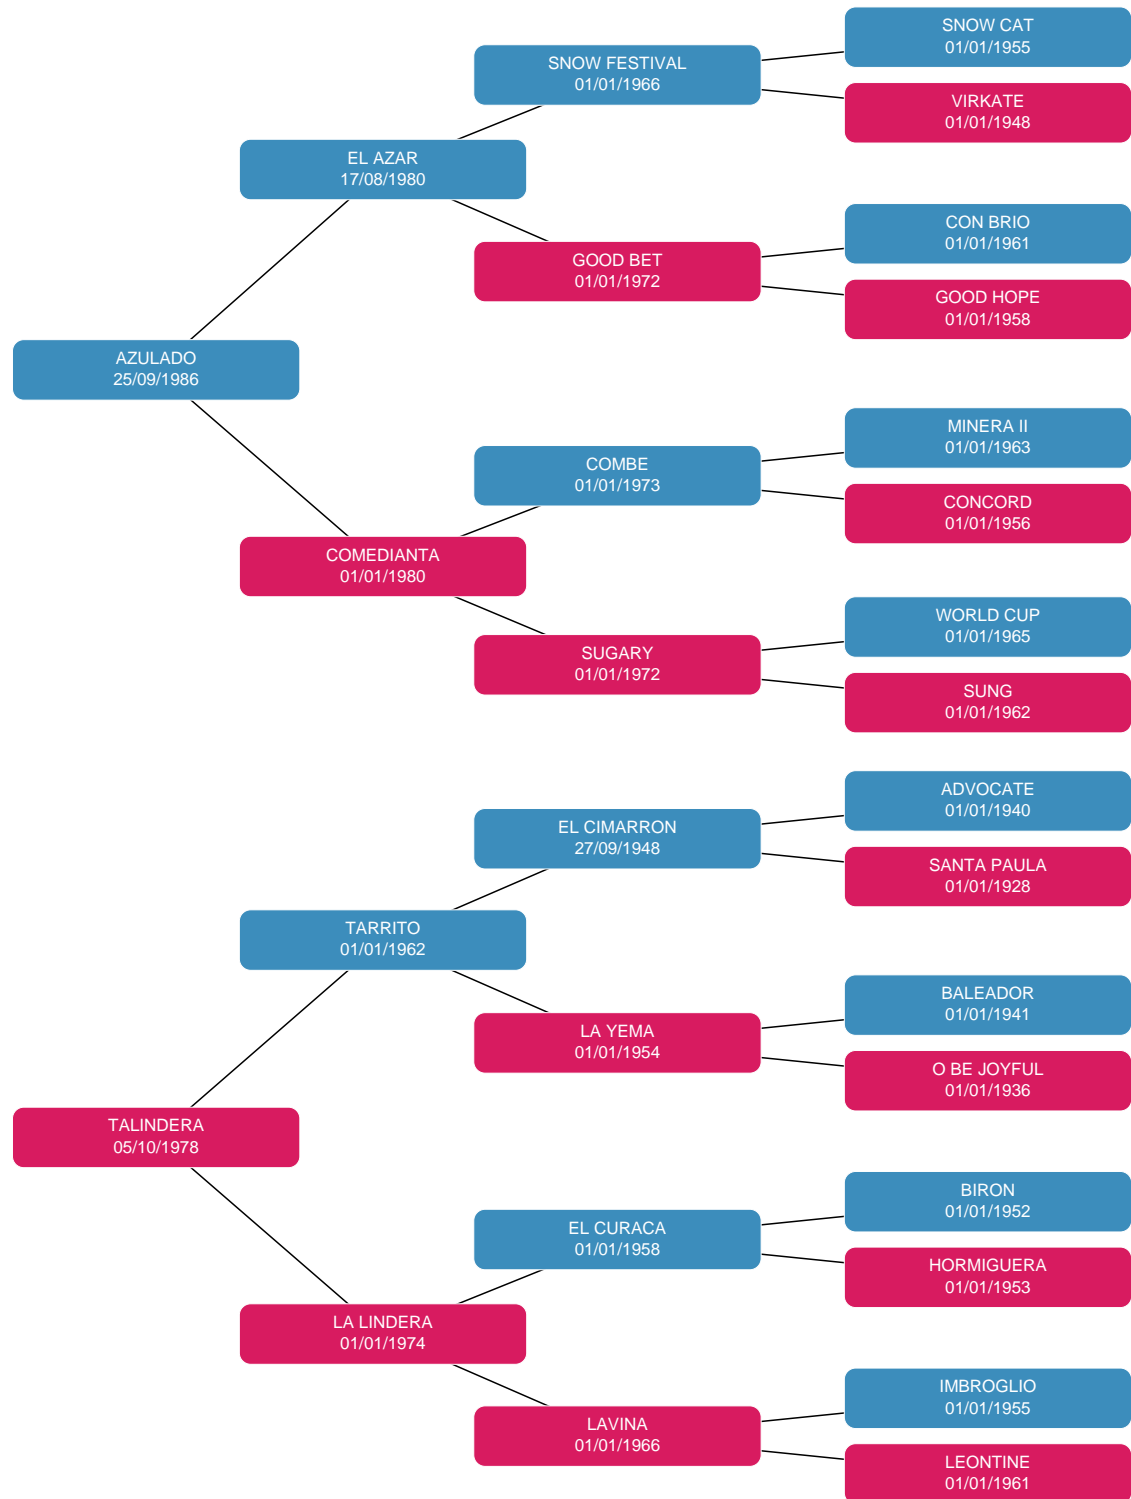 SNOW CAT
01/01/1955
SNOW FESTIVAL
01/01/1966
VIRKATE
01/01/1948
EL AZAR
17/08/1980
CON BRIO
01/01/1961
GOOD BET
01/01/1972
GOOD HOPE
01/01/1958
AZULADO
25/09/1986
MINERA II
01/01/1963
COMBE
01/01/1973
CONCORD
01/01/1956
COMEDIANTA
01/01/1980
WORLD CUP
01/01/1965
SUGARY
01/01/1972
SUNG
01/01/1962
ADVOCATE
01/01/1940
EL CIMARRON
27/09/1948
SANTA PAULA
01/01/1928
TARRITO
01/01/1962
BALEADOR
01/01/1941
LA YEMA
01/01/1954
O BE JOYFUL
01/01/1936
TALINDERA
05/10/1978
BIRON
01/01/1952
EL CURACA
01/01/1958
HORMIGUERA
01/01/1953
LA LINDERA
01/01/1974
IMBROGLIO
01/01/1955
LAVINA
01/01/1966
LEONTINE
01/01/1961